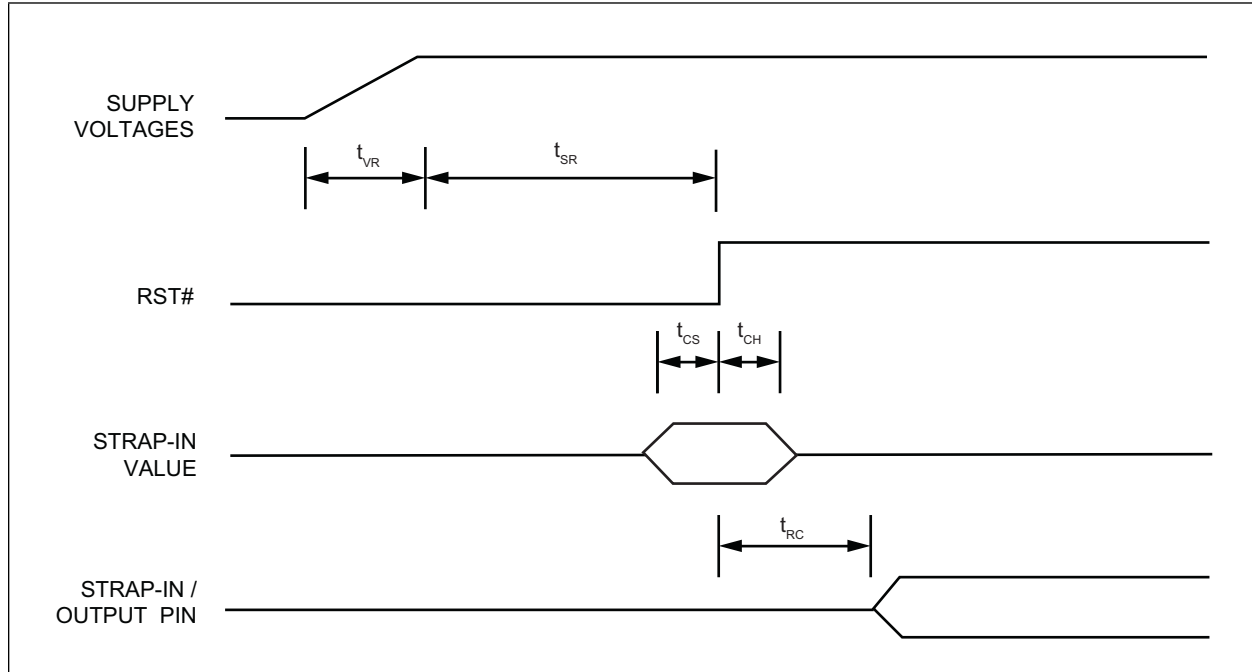 SUPPLY
VOLTAGES
tVR
tSR
RST#
tCS
tCH
STRAP-IN
VALUE
tRC
STRAP-IN /
OUTPUT PIN